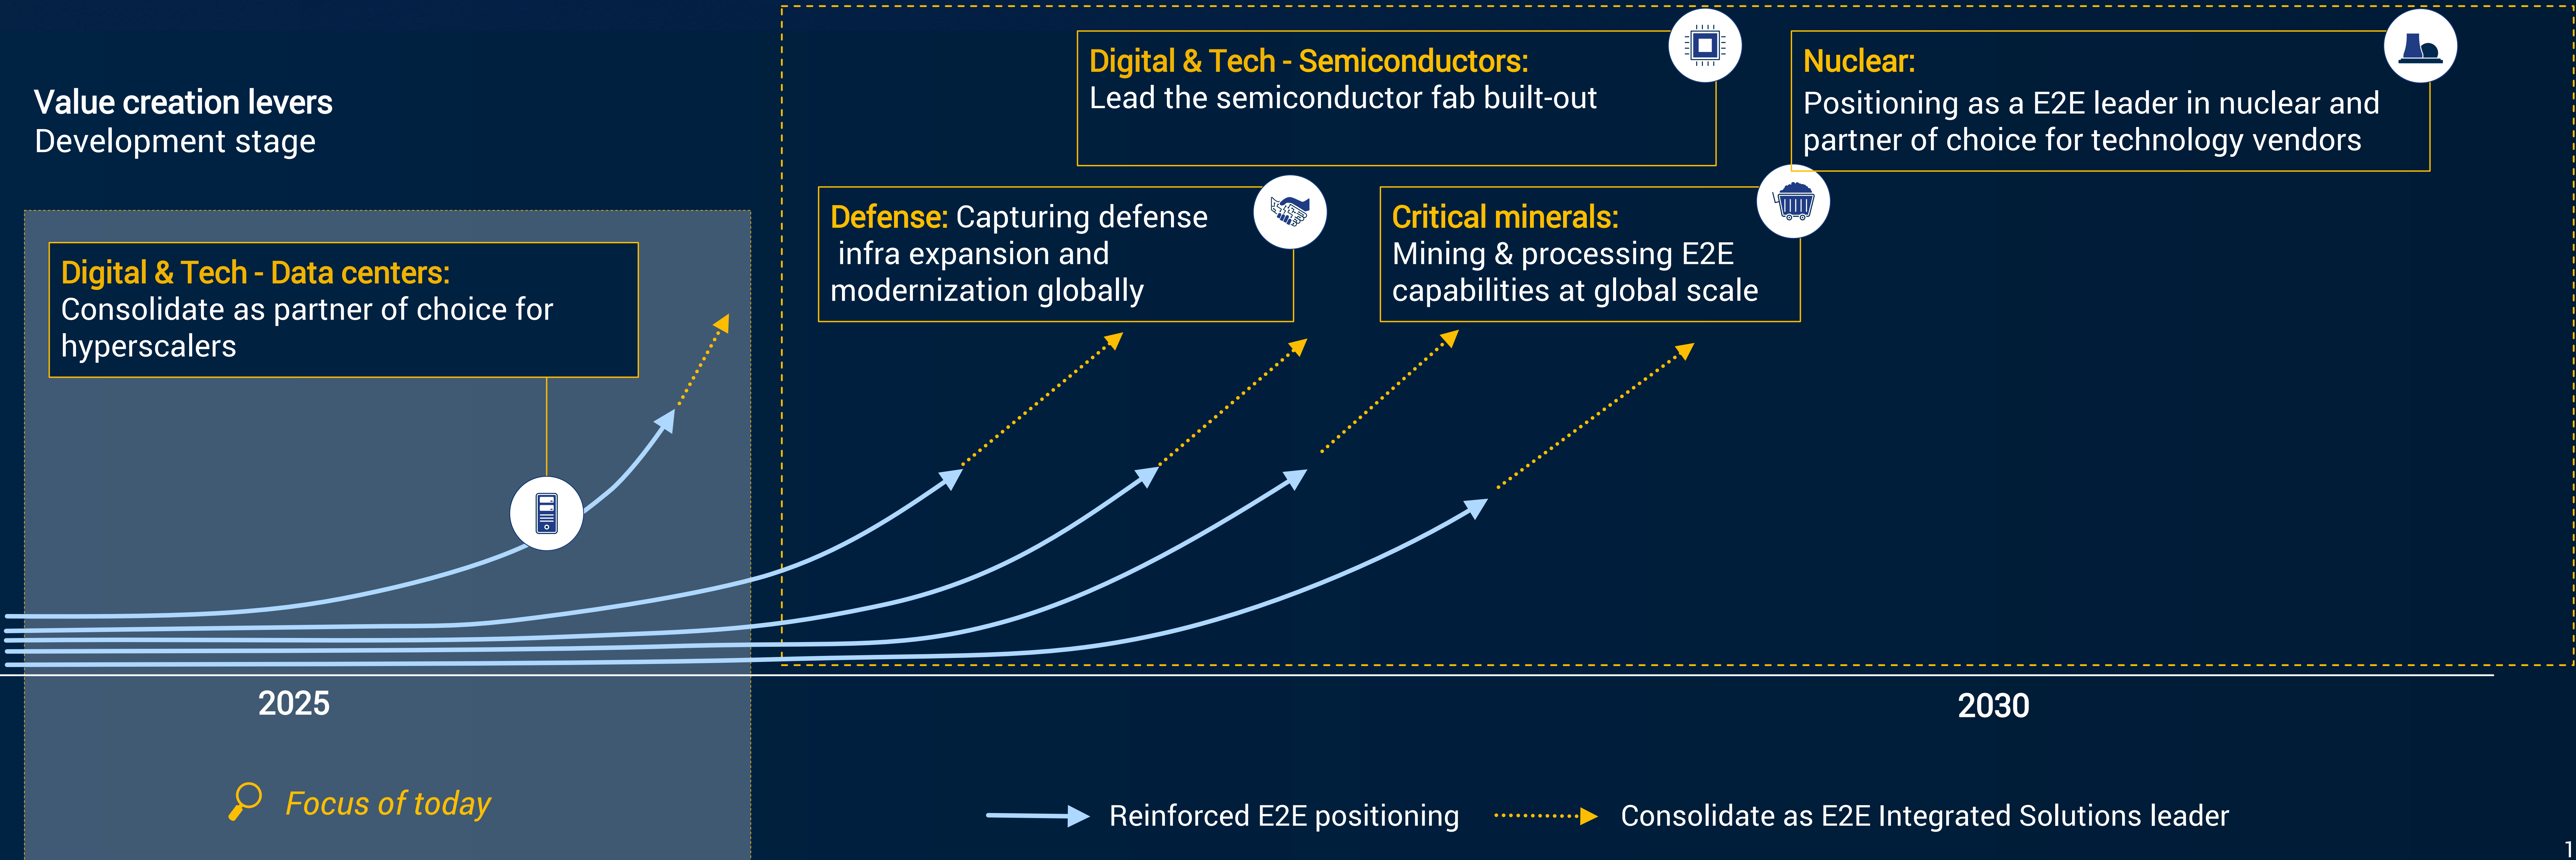 Value creation levers
Development stage
Digital & Tech - Data centers:
Consolidate as partner of choice for
hyperscalers
Defense: Capturing defense
infra expansion and
modernization globally
Digital & Tech - Semiconductors:
Lead the semiconductor fab built-out
Critical minerals:
Mining & processing E2E
capabilities at global scale
Nuclear:
Positioning as a E2E leader in nuclear and
partner of choice for technology vendors
2025
2030
Focus of today
Reinforced E2E positioning
Consolidate as E2E Integrated Solutions leader
1